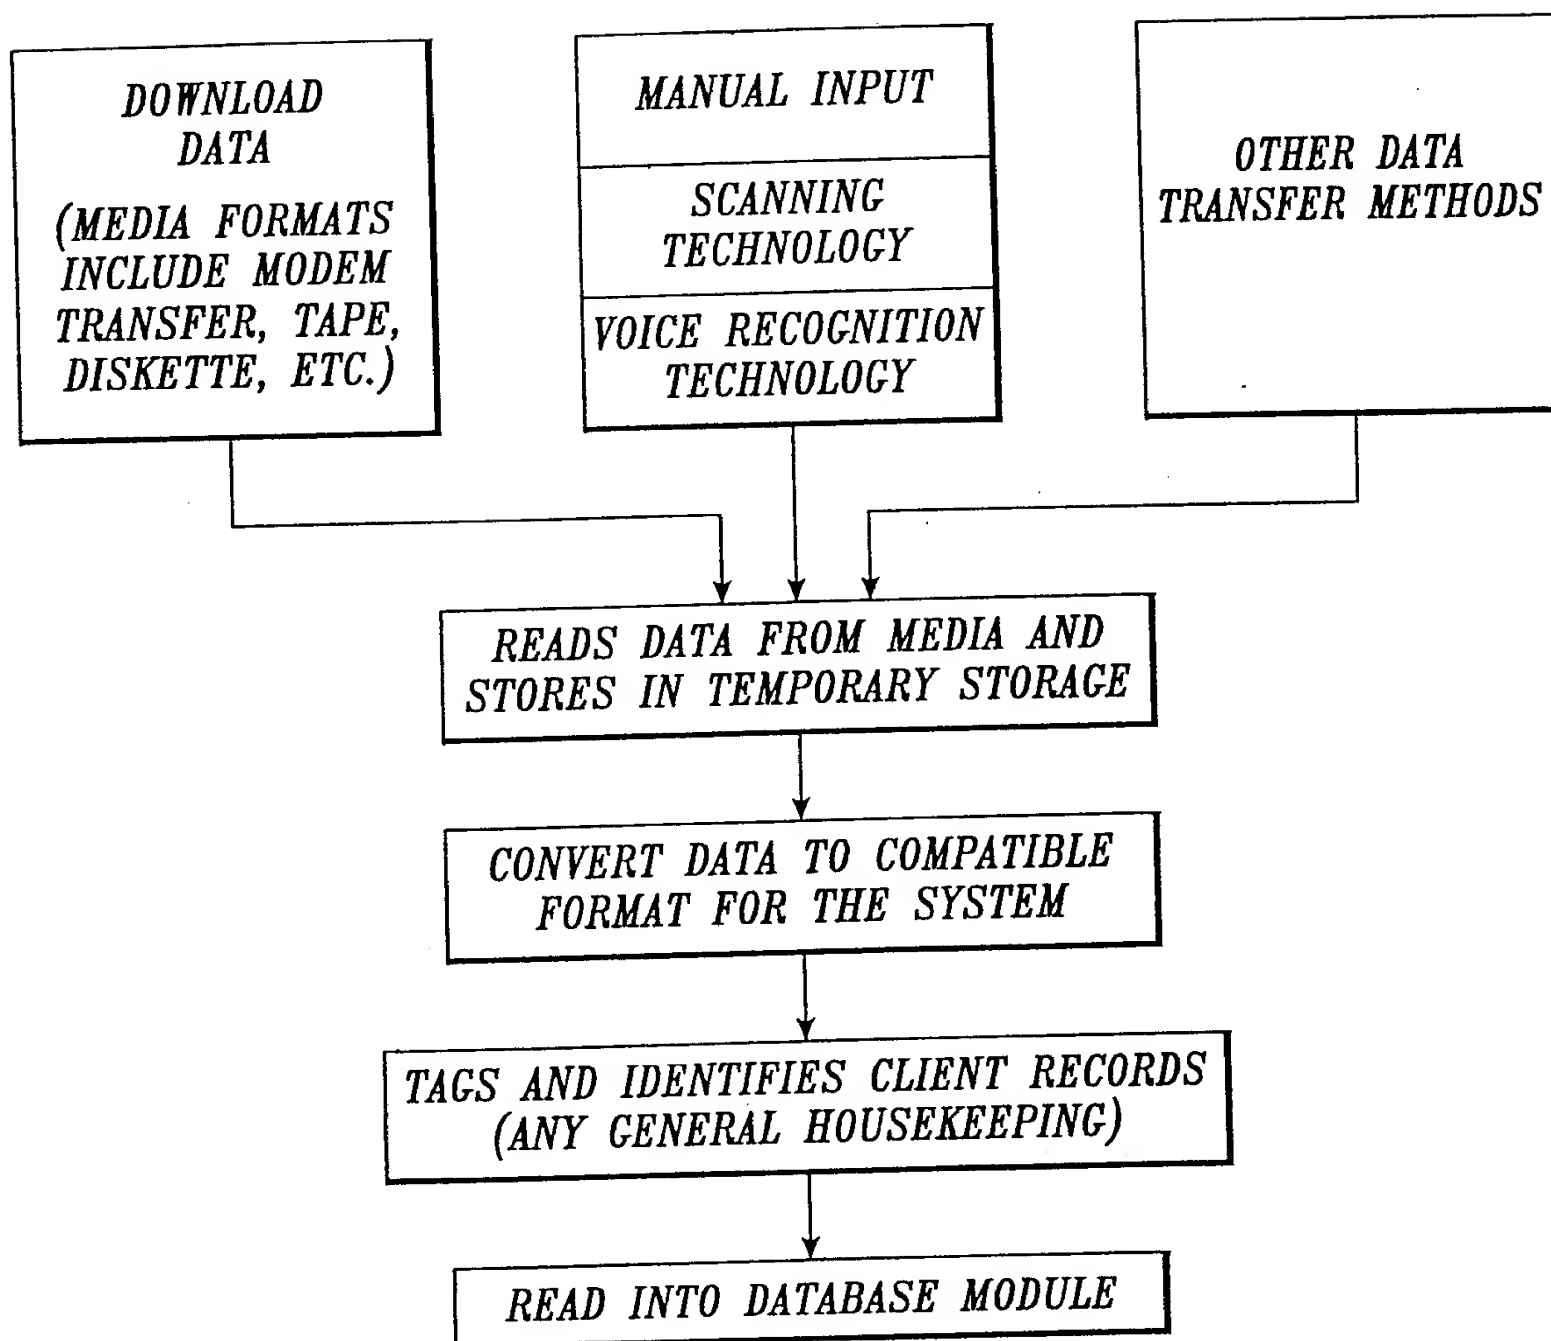 DOWNLOAD
DATA
(MEDIA FORMATS
INCLUDE MODEM
TRANSFER, TAPE,
DISKETTE, ETC.)
MANUAL INPUT
SCANNING
TECHNOLOGY
VOICE RECOGNITION
TECHNOLOGY
OTHER DATA
TRANSFER METHODS
READS DATA FROM MEDIA AND
STORES IN TEMPORARY STORAGE
CONVERT DATA TO COMPATIBLE
FORMAT FOR THE SYSTEM
TAGS AND IDENTIFIES CLIENT RECORDS
(ANY GENERAL HOUSEKEEPING)
READ INTO DATABASE MODULE